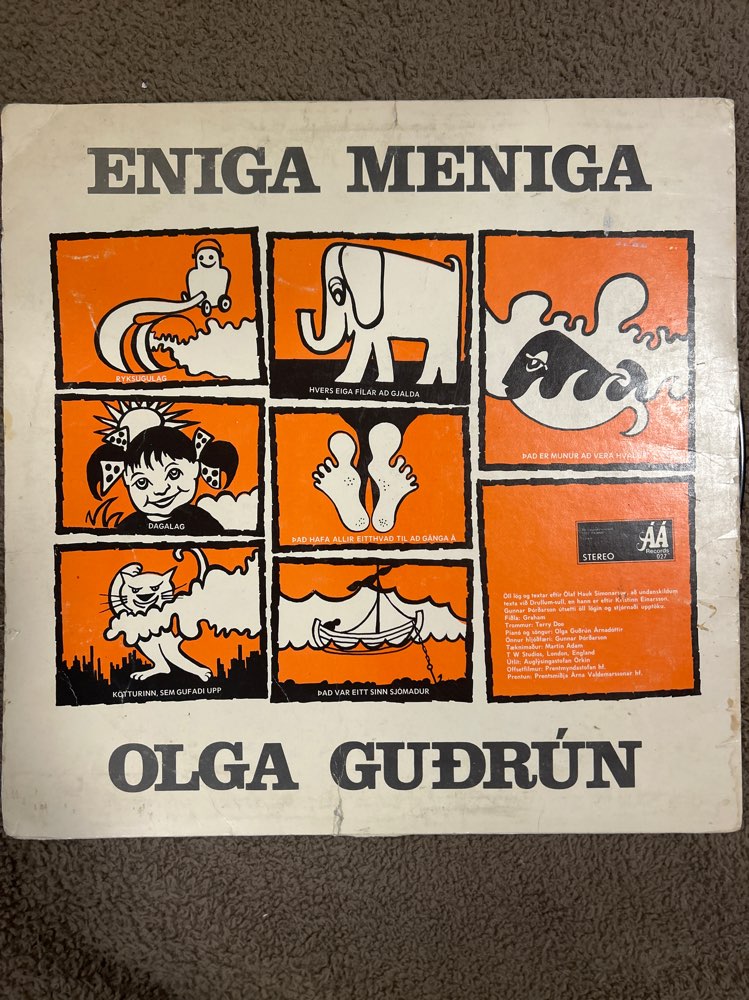 ENIGA MENIGA
RYKSUGULAG
HVERS EIGA FÍLAR AÐ GJALDA
ÞAÐ ER MUNUR AÐ VERA HVALUR
DAGALAG
ÞAÐ HAFA ALLIR EITTHVAÐ TIL AÐ GANGA Á
KÖTTURINN, SEM GUFAÐI UPP
ÞAÐ VAR EITT SINN SJÓMAÐUR
STEREO
ÁÁ
Records
027
Öll lög og textar eftir Ólaf Hauk Símonarson, að undanskildum
texta við Drullum-sull, en hann er eftir Kristin Einarsson.
Gunnar Þórðarson útsetti öll lögin og stjórnaði upptöku.
Fiðla: Graham
Trommur: Terry Doe
Píanó og söngur: Olga Guðrún Árnadóttir
Önnur hljóðfæri: Gunnar Þórðarson
Tæknimaður: Martin Adam
T W Studios, London, England
Útlit: Auglýsingastofan Örkin
Offsetfilmur: Prentmyndastofan hf.
Prentun: Prentsmiðja Árna Valdemarssonar hf.
OLGA GUÐRÚN